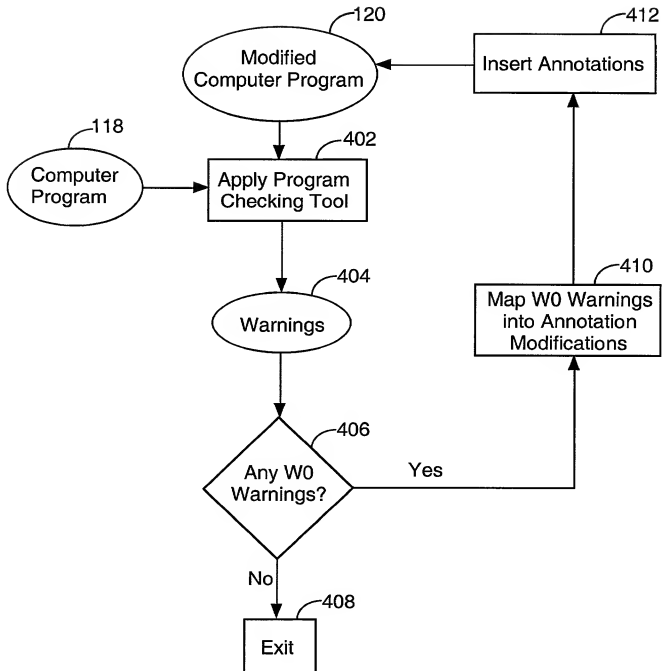 120
Modified
Computer Program
412
Insert Annotations
118
Computer
Program
402
Apply Program
Checking Tool
404
Warnings
410
Map W0 Warnings
into Annotation
Modifications
406
Any W0
Warnings?
Yes
No
408
Exit